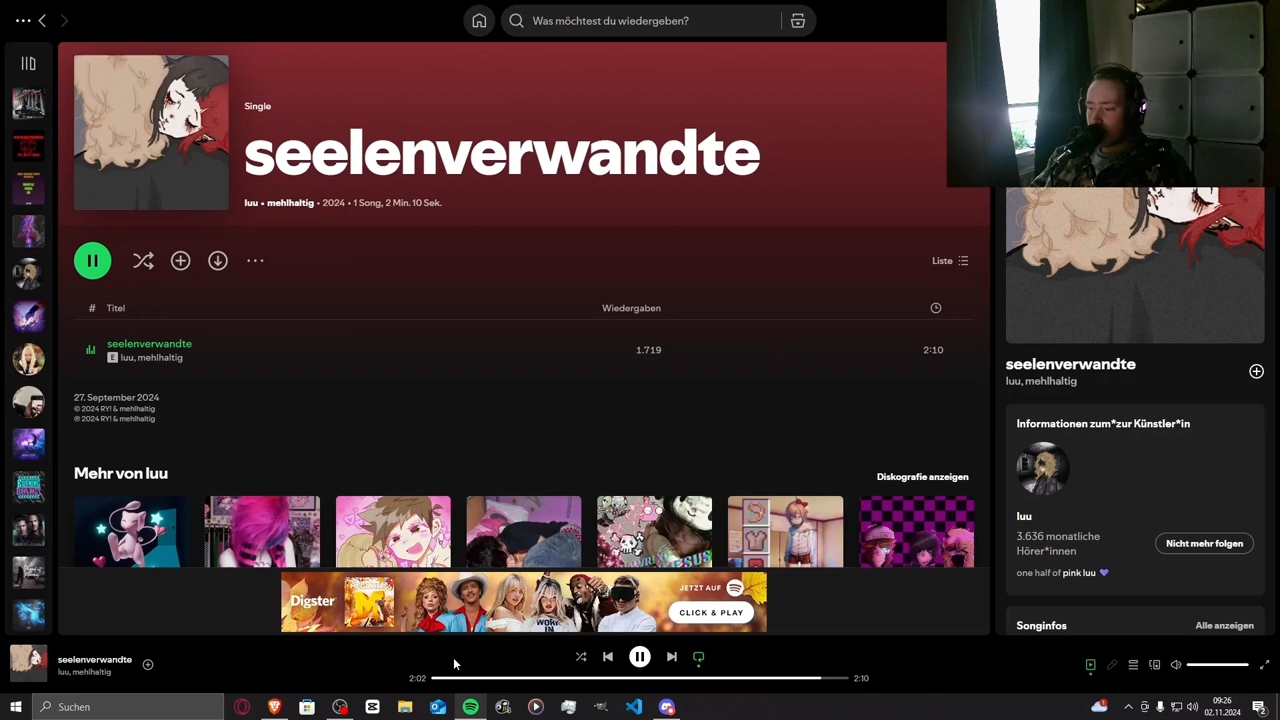 Was möchtest du wiedergeben?
Single
seelenverwandte
luu • mehlhaltig • 2024 • 1 Song, 2 Min. 10 Sek.
Liste
# Titel Wiedergaben
seelenverwandte
E luu, mehlhaltig
1.719
2:10
27. September 2024
© 2024 RY! & mehlhaltig
℗ 2024 RY! & mehlhaltig
Mehr von luu
Diskografie anzeigen
Digster
JETZT AUF
CLICK & PLAY
seelenverwandte
luu, mehlhaltig
Informationen zum*zur Künstler*in
luu
3.636 monatliche
Hörer*innen
Nicht mehr folgen
one half of pink luu 💜
Songinfos
Alle anzeigen
seelenverwandte
luu, mehlhaltig
2:02
2:10
Suchen
09:26
02.11.2024
2